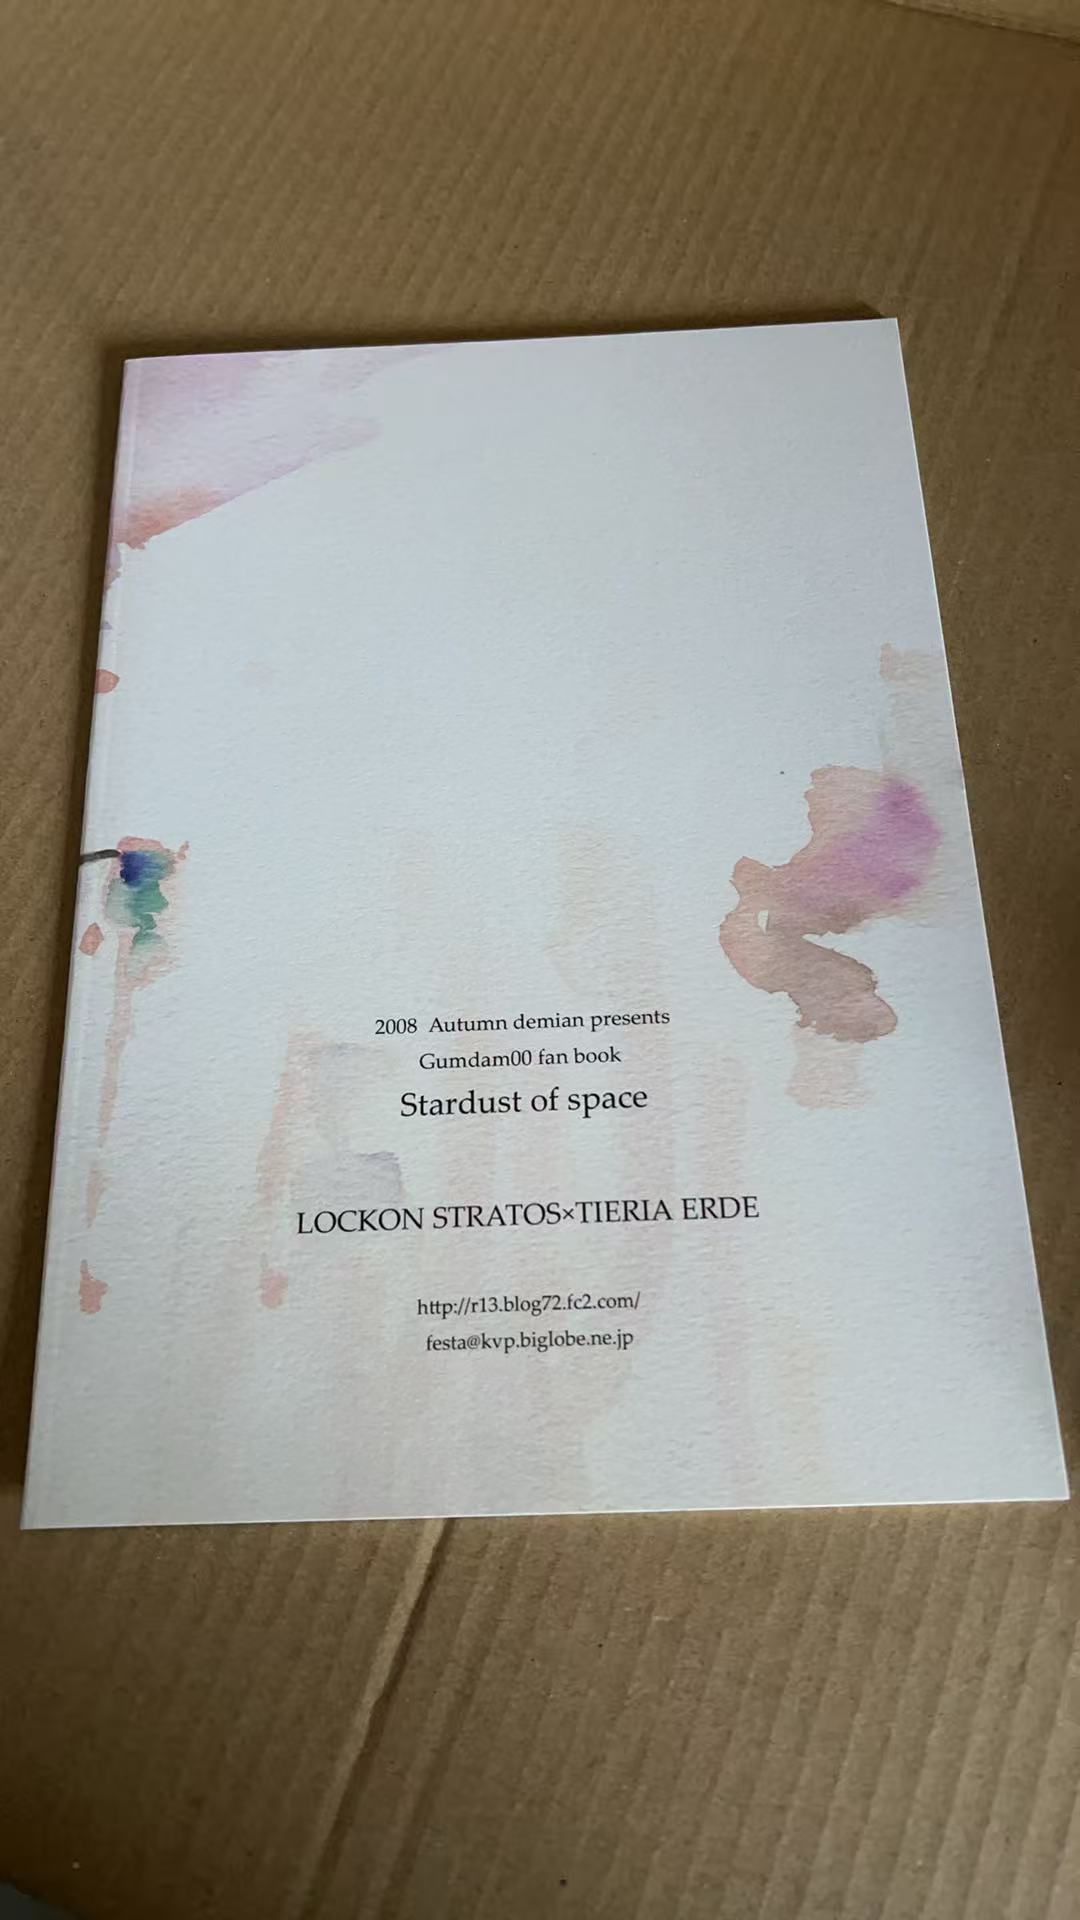 2008 Autumn demian presents
Gumdam00 fan book
Stardust of space
LOCKON STRATOS×TIERIA ERDE
http://r13.blog72.fc2.com/
festa@kvp.biglobe.ne.jp